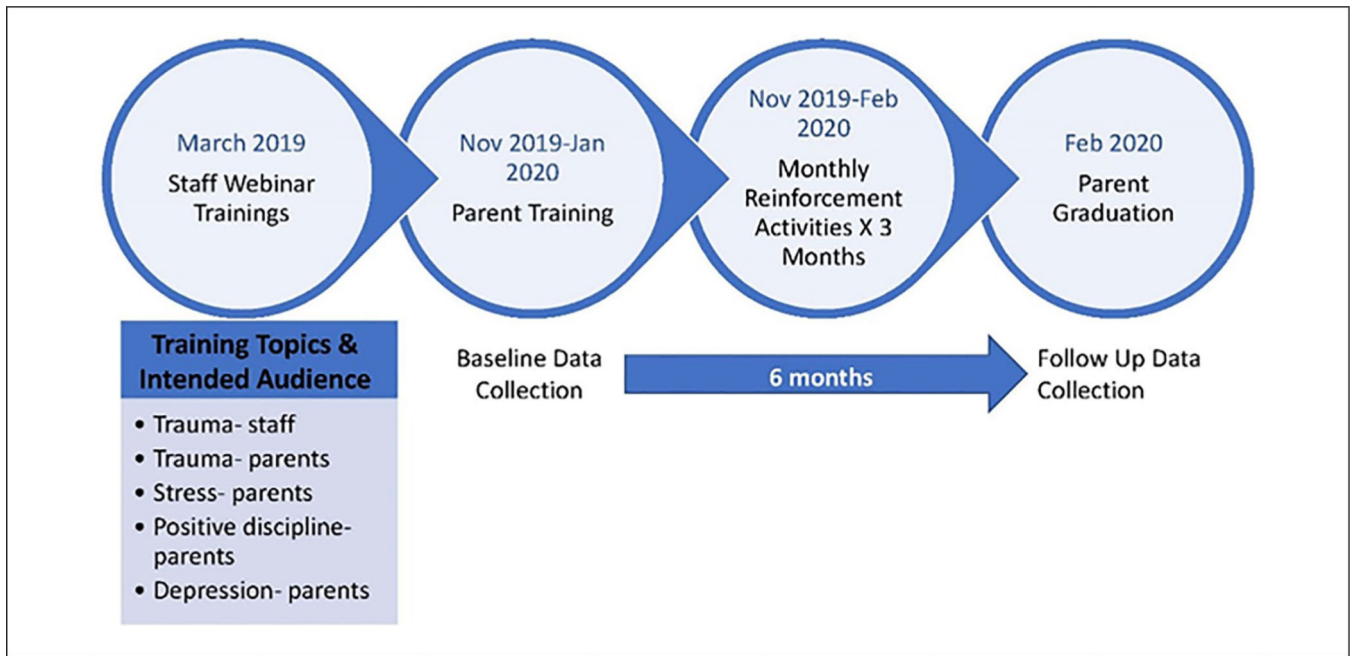 March 2019
Staff Webinar
Trainings
Nov 2019-Jan
2020
Parent Training
Nov 2019-Feb
2020
Monthly
Reinforcement
Activities X 3
Months
Feb 2020
Parent
Graduation
Training Topics &
Intended Audience
• Trauma- staff
• Trauma- parents
• Stress- parents
• Positive discipline-
parents
• Depression- parents
Baseline Data
Collection
6 months
Follow Up Data
Collection